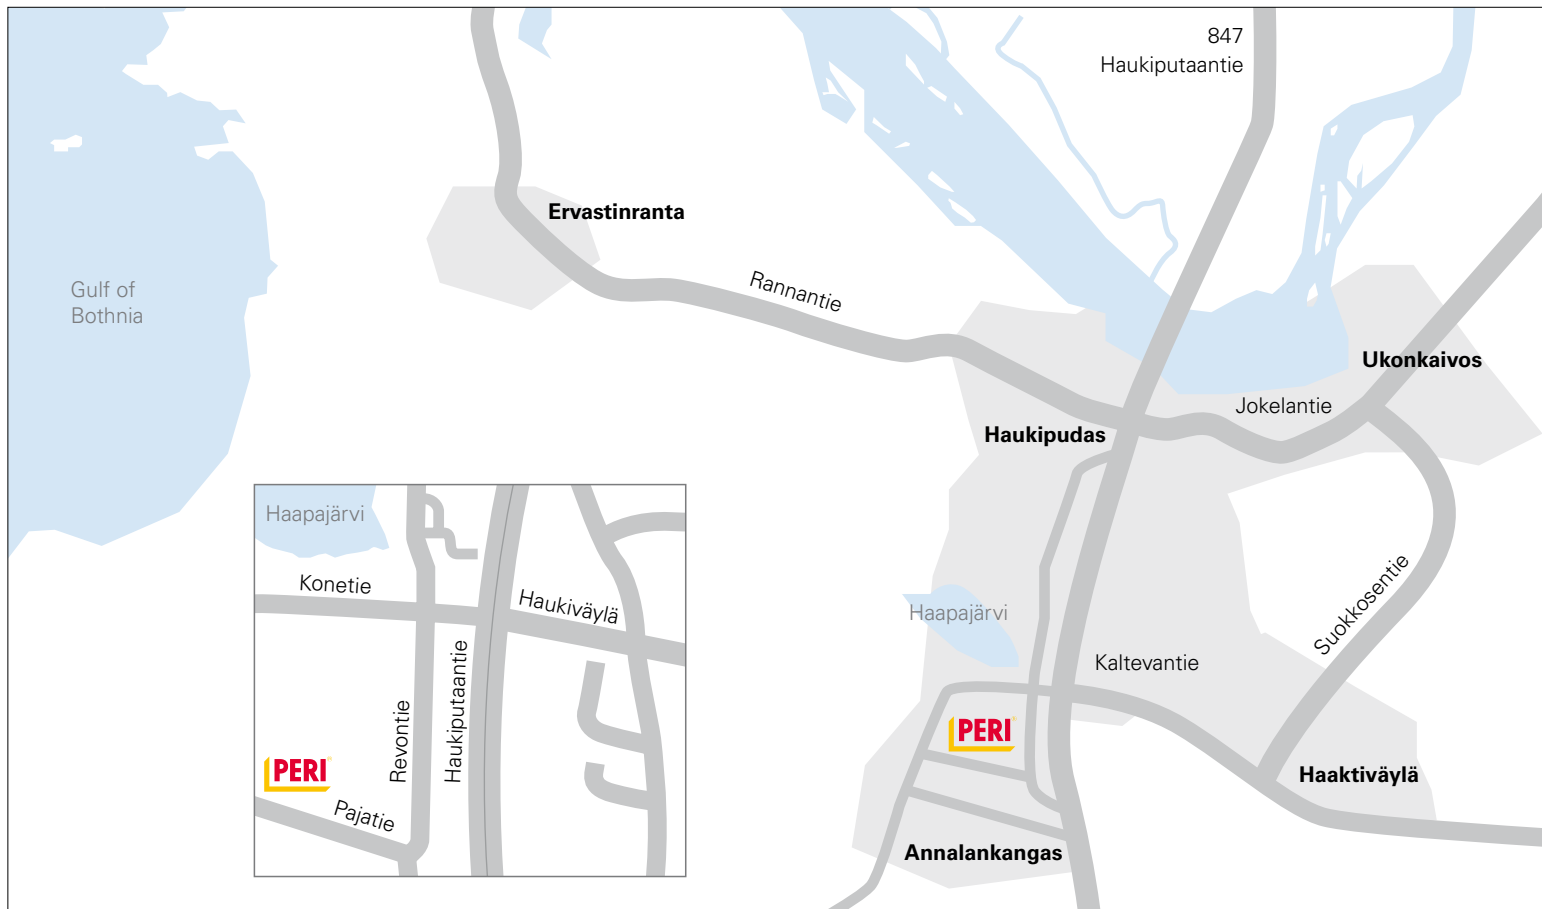 847
Haukiputaantie
Ervastinranta
Rannantie
Gulf of
Bothnia
Ukonkaivos
Jokelantie
Haukipudas
Haapajärvi
Konetie
Haukiväylä
Revontie
Haukiputaantie
PERI
Pajatie
Haapajärvi
Suokkosentie
Kaltevantie
PERI
Haaktiväylä
Annalankangas